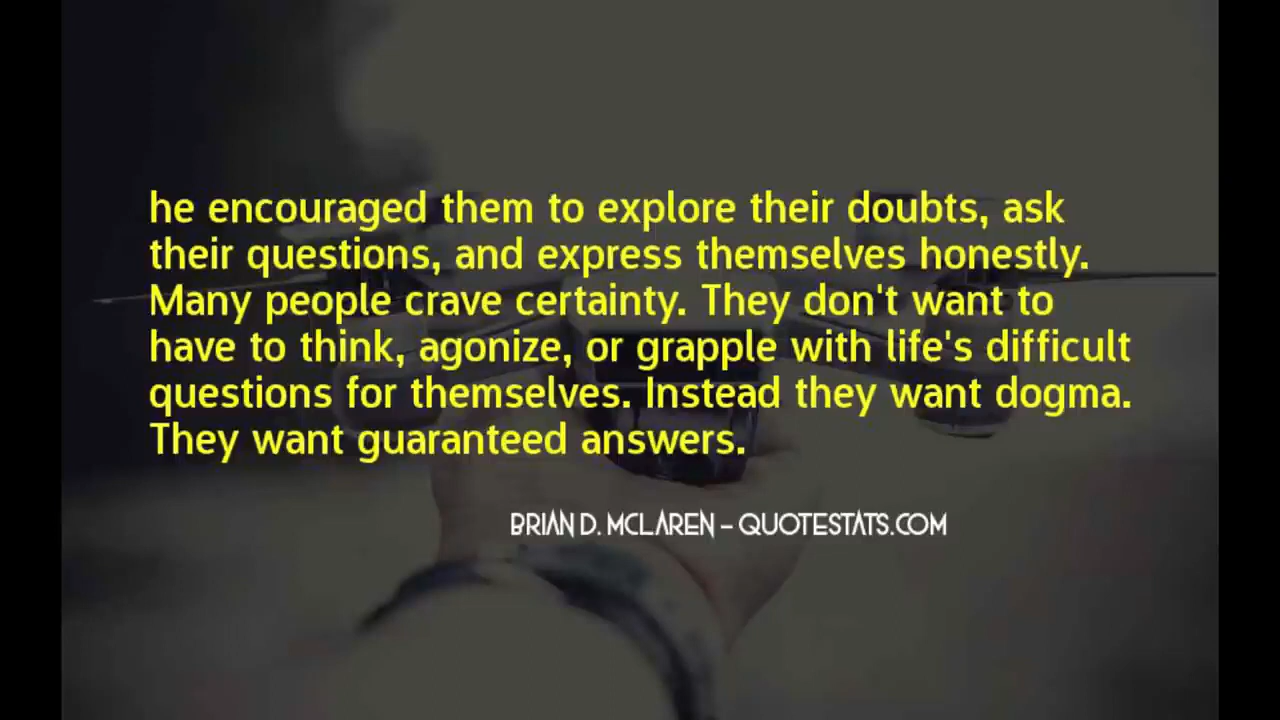 he encouraged them to explore their doubts, ask
their questions, and express themselves honestly.
Many people crave certainty. They don't want to
have to think, agonize, or grapple with life's difficult
questions for themselves. Instead they want dogma.
They want guaranteed answers.
BRIAN D. MCLAREN – QUOTESTATS.COM